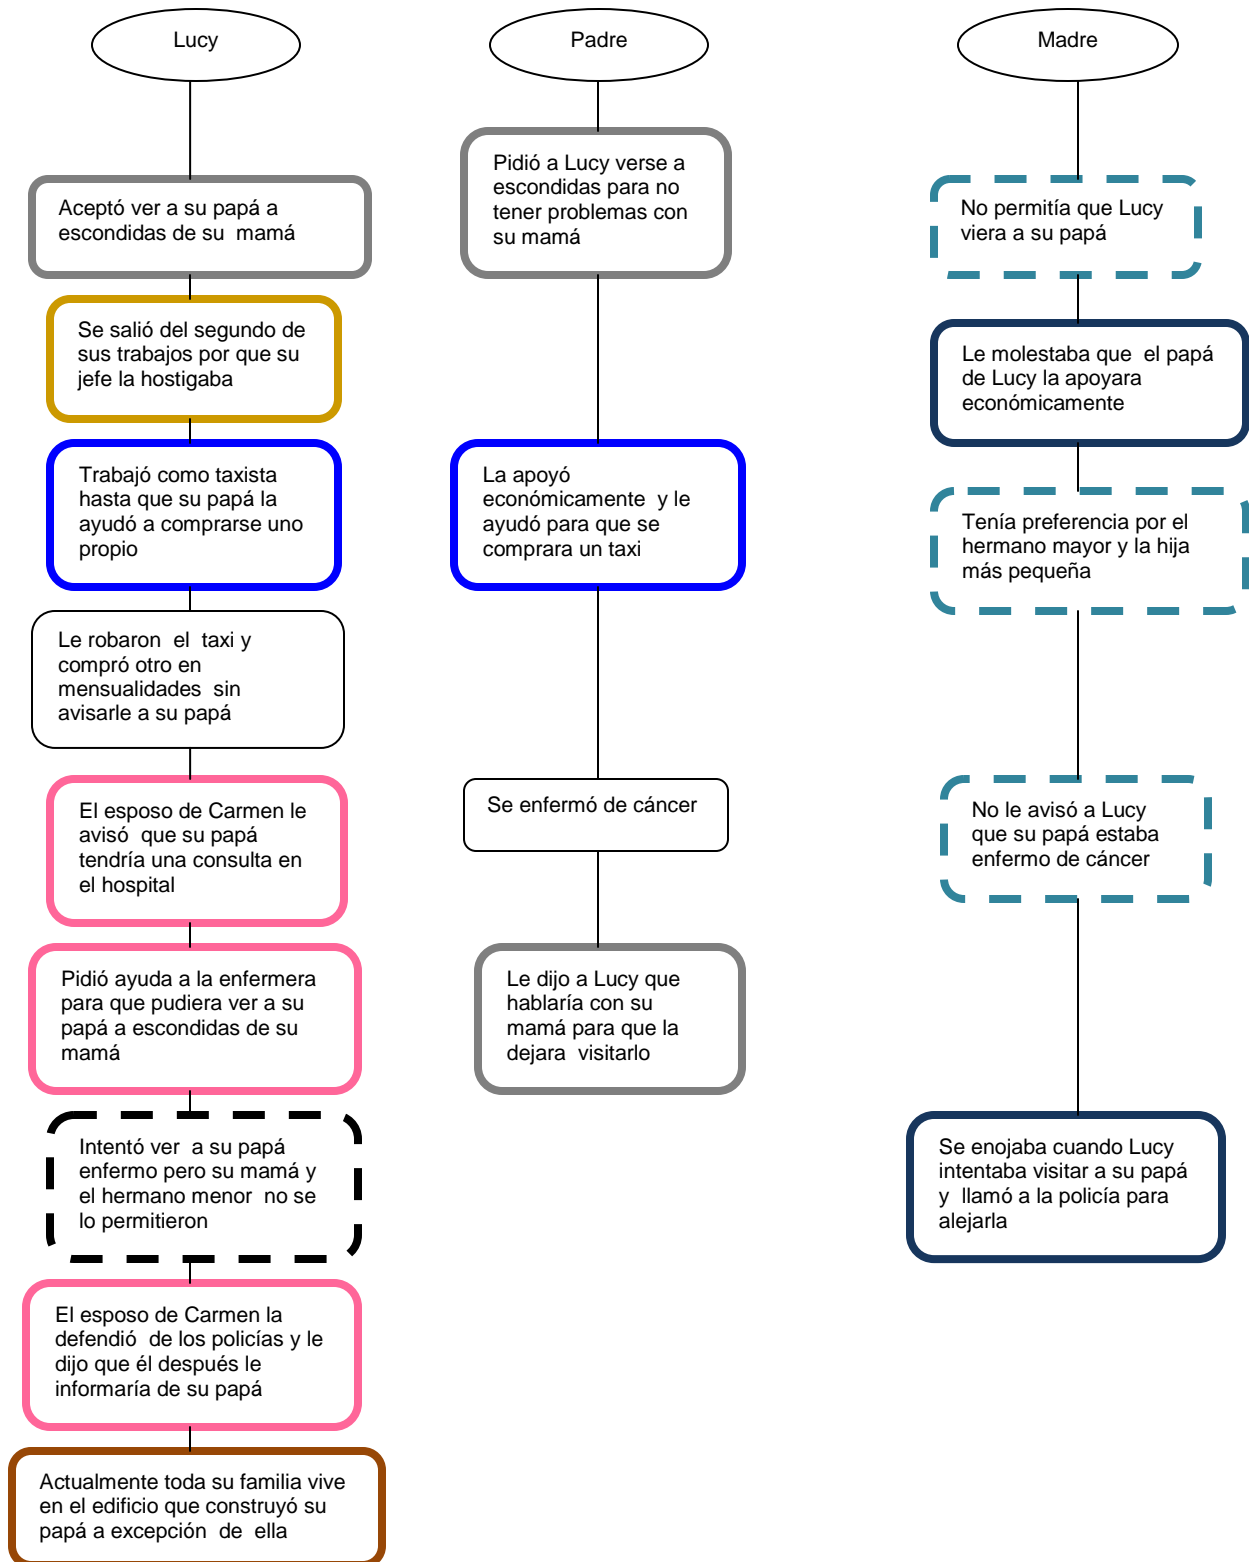 Lucy
Aceptó ver a su papá a
escondidas de su mamá
Se salió del segundo de
sus trabajos por que su
jefe la hostigaba
Trabajó como taxista
hasta que su papá la
ayudó a comprarse uno
propio
Le robaron el taxi y
compró otro en
mensualidades sin
avisarle a su papá
El esposo de Carmen le
avisó que su papá
tendría una consulta en
el hospital
Pidió ayuda a la enfermera
para que pudiera ver a su
papá a escondidas de su
mamá
Intentó ver a su papá
enfermo pero su mamá y
el hermano menor no se
lo permitieron
El esposo de Carmen la
defendió de los policías y le
dijo que él después le
informaría de su papá
Actualmente toda su familia vive
en el edificio que construyó su
papá a excepción de ella
Padre
Pidió a Lucy verse a
escondidas para no
tener problemas con
su mamá
La apoyó
económicamente y le
ayudó para que se
comprara un taxi
Se enfermó de cáncer
Le dijo a Lucy que
hablaría con su
mamá para que la
dejara visitarlo
Madre
No permitía que Lucy
viera a su papá
Le molestaba que el papá
de Lucy la apoyara
económicamente
Tenía preferencia por el
hermano mayor y la hija
más pequeña
No le avisó a Lucy
que su papá estaba
enfermo de cáncer
Se enojaba cuando Lucy
intentaba visitar a su papá
y llamó a la policía para
alejarla